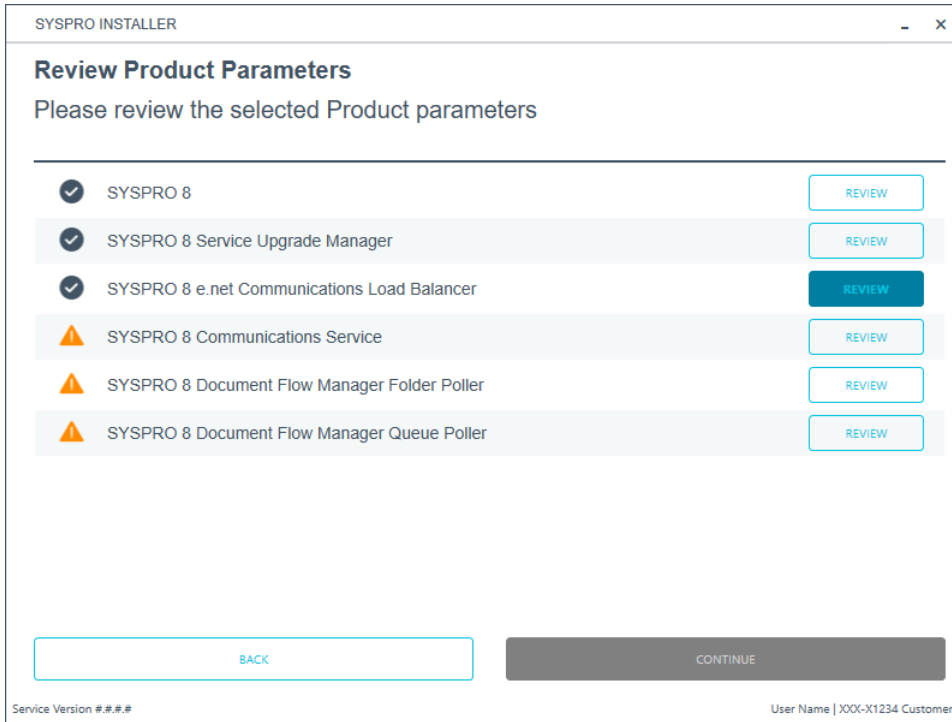 SYSPRO INSTALLER
Review Product Parameters
Please review the selected Product parameters
SYSPRO 8 REVIEW
SYSPRO 8 Service Upgrade Manager REVIEW
SYSPRO 8 e.net Communications Load Balancer REVIEW
SYSPRO 8 Communications Service REVIEW
SYSPRO 8 Document Flow Manager Folder Poller REVIEW
SYSPRO 8 Document Flow Manager Queue Poller REVIEW
BACK CONTINUE
Service Version #.#.#.# User Name | XXX-X1234 Customer